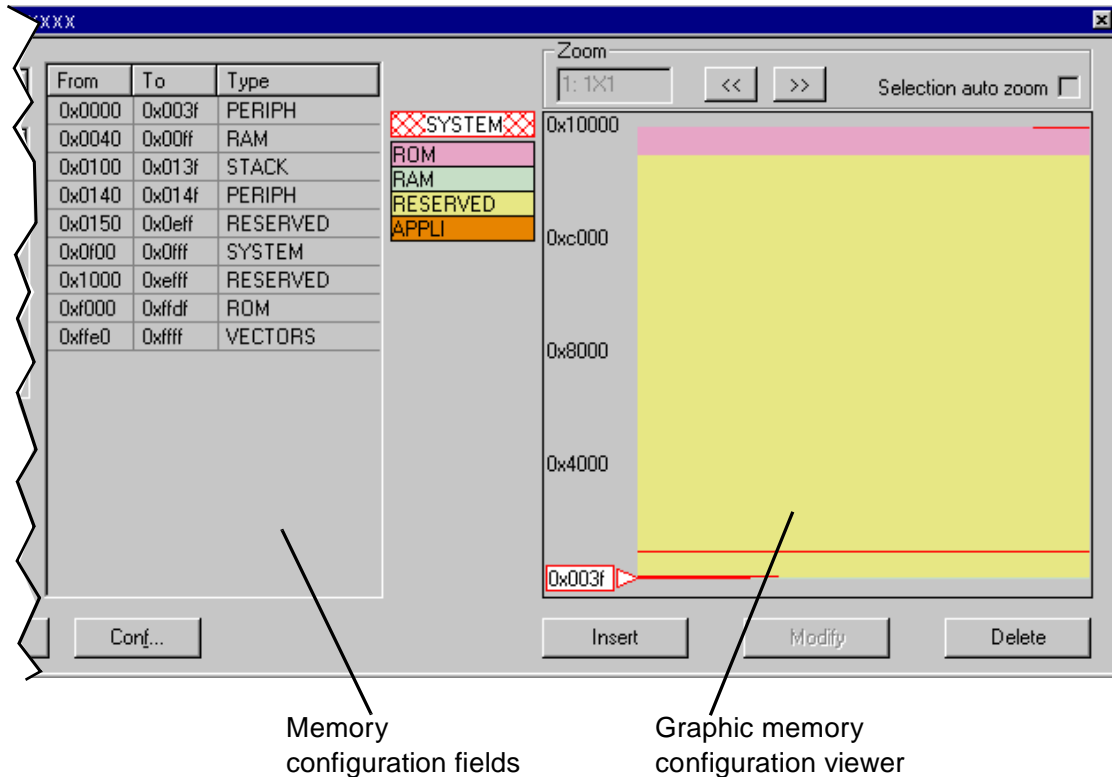 XXX
From To Type
0x0000 0x003f PERIPH
0x0040 0x00ff RAM
0x0100 0x013f STACK
0x0140 0x014f PERIPH
0x0150 0x0eff RESERVED
0x0f00 0x0fff SYSTEM
0x1000 0xefff RESERVED
0xf000 0xffdf ROM
0xffe0 0xffff VECTORS
SYSTEM
ROM
RAM
RESERVED
APPLI
Zoom
1: 1X1
<<
>>
Selection auto zoom
0x10000
0xc000
0x8000
0x4000
0x003f
Conf...
Insert
Modify
Delete
Memory
configuration fields
Graphic memory
configuration viewer